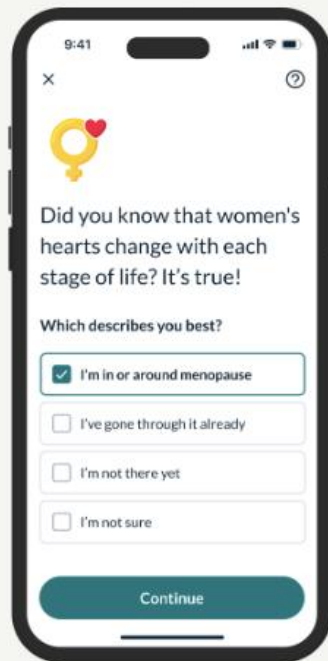 9:41
Did you know that women's
hearts change with each
stage of life? It's true!
Which describes you best?
I'm in or around menopause
I've gone through it already
I'm not there yet
I'm not sure
Continue